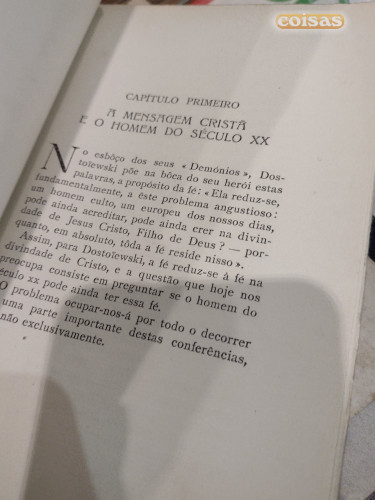 coisas
CAPÍTULO PRIMEIRO
A MENSAGEM CRISTÃ
E O HOMEM DO SÉCULO XX
No esbôço dos seus «Demónios», Dos-
toïewski põe na bôca do seu herói estas
palavras, a propósito da fé: «Ela reduz-se,
fundamentalmente, a êste problema angustioso:
um homem culto, um europeu dos nossos dias,
pode ainda acreditar, pode ainda crer na divin-
dade de Jesus Cristo, Filho de Deus? — por-
quanto, em absoluto, tôda a fé reside nisso».
Assim, para Dostoïewski, a fé reduz-se à fé na
divindade de Cristo, e a questão que hoje nos
preocupa consiste em preguntar se o homem do
século xx pode ainda ter essa fé.
O problema ocupar-nos-á por todo o decorrer
uma parte importante destas conferências,
não exclusivamente.